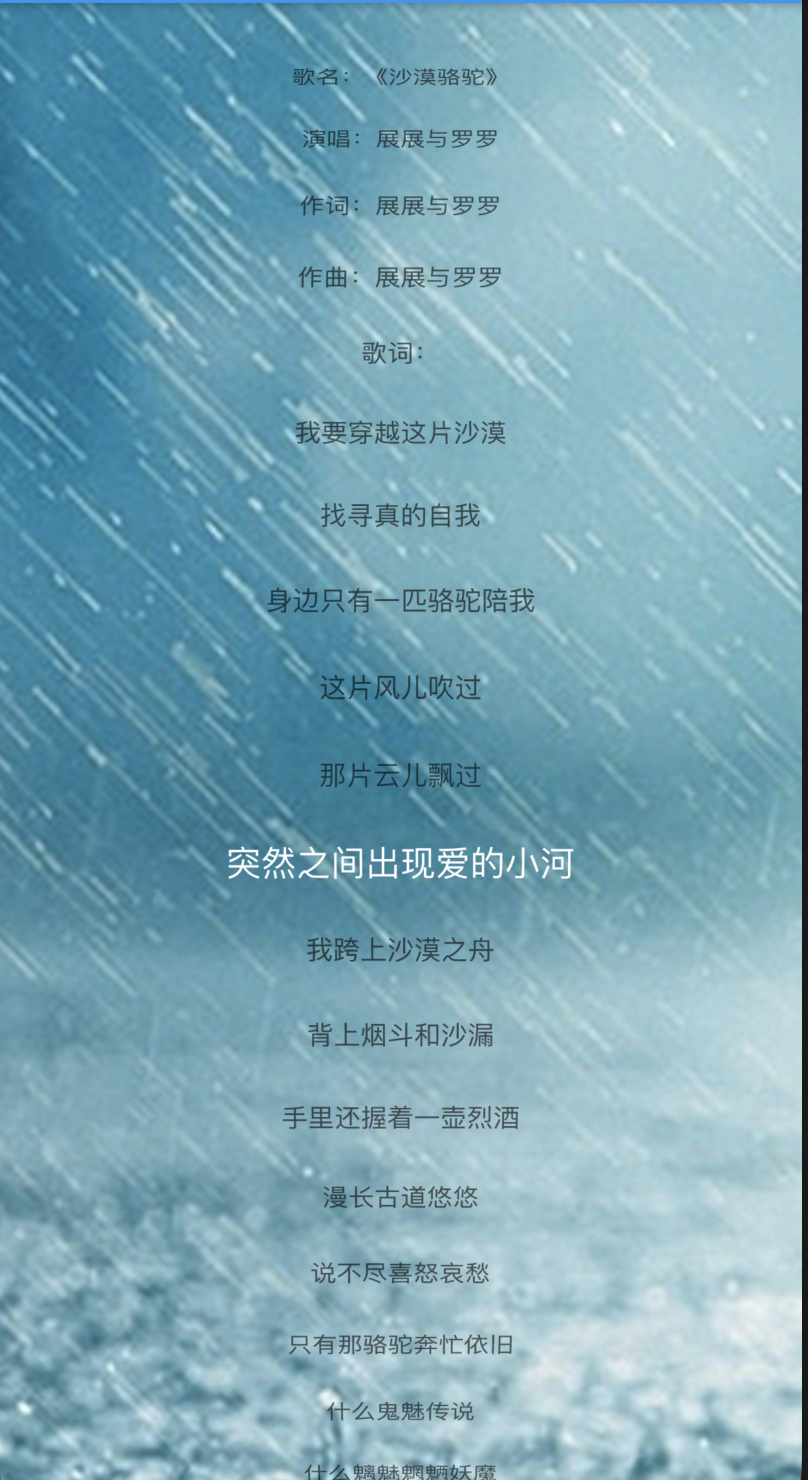 歌名：《沙漠骆驼》
演唱：展展与罗罗
作词：展展与罗罗
作曲：展展与罗罗
歌词：
我要穿越这片沙漠
找寻真的自我
身边只有一匹骆驼陪我
这片风儿吹过
那片云儿飘过
突然之间出现爱的小河
我跨上沙漠之舟
背上烟斗和沙漏
手里还握着一壶烈酒
漫长古道悠悠
说不尽喜怒哀愁
只有那骆驼奔忙依旧
什么鬼魅传说
什么魑魅魍魉妖魔